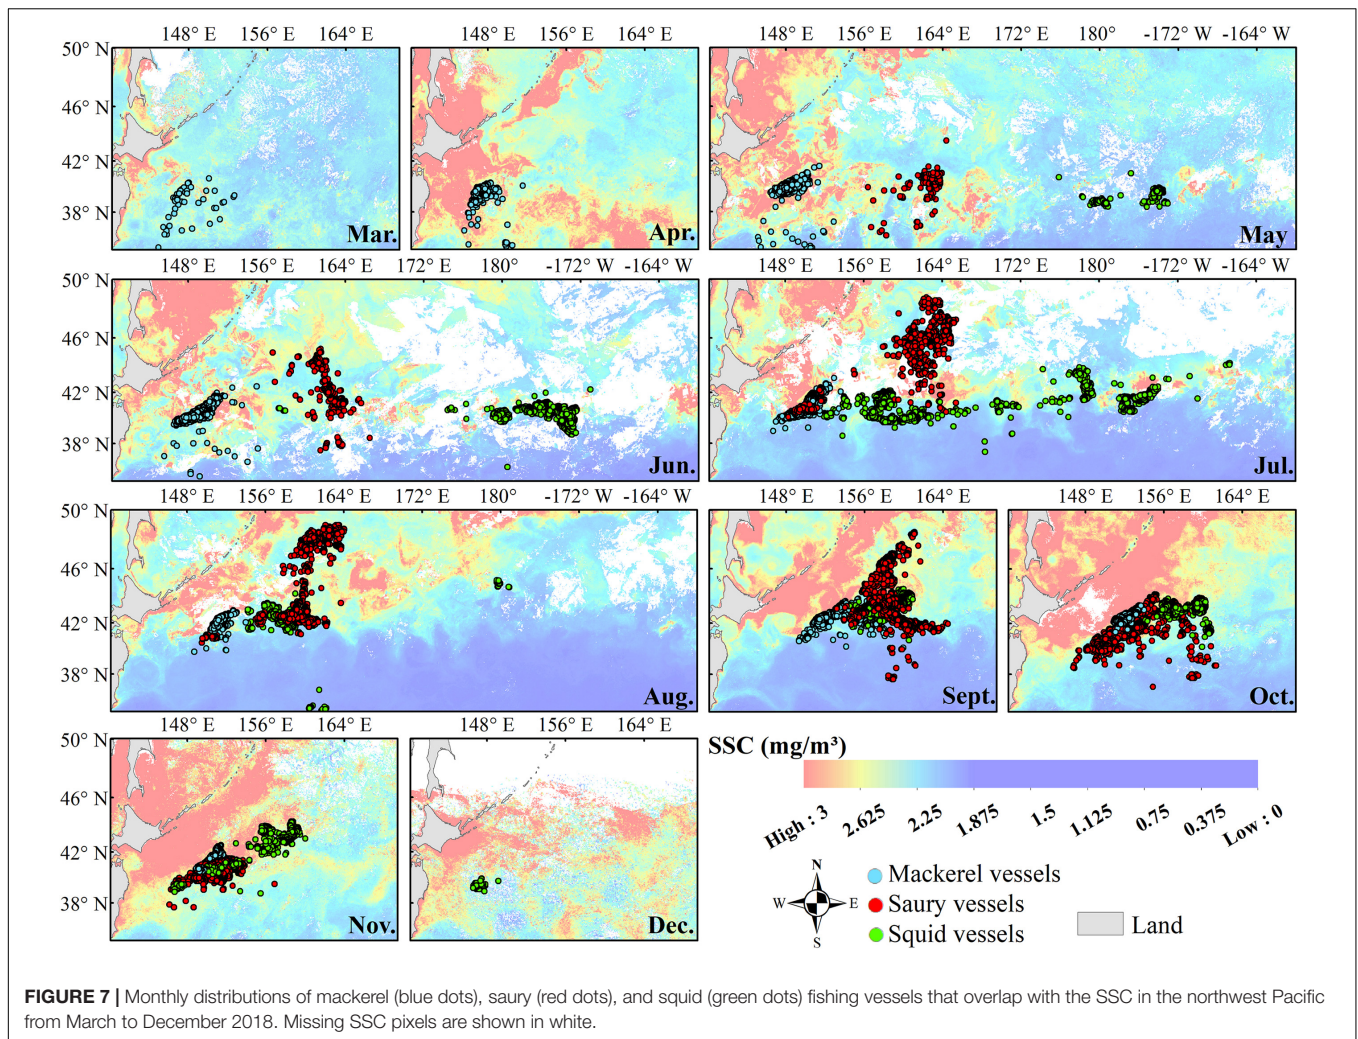 148° E 156° E 164° E 148° E 156° E 164° E 148° E 156° E 164° E 172° E 180° -172° W -164° W
50° N
46° N
42° N
38° N
Mar. Apr. May
148° E 156° E 164° E 172° E 180° -172° W -164° W 148° E 156° E 164° E 172° E 180° -172° W -164° W
50° N
46° N
42° N
38° N
Jun. Jul.
148° E 156° E 164° E 172° E 180° -172° W -164° W 148° E 156° E 164° E 148° E 156° E 164° E
50° N
46° N
42° N
38° N
Aug. Sept. Oct.
148° E 156° E 164° E 148° E 156° E 164° E
50° N
46° N
42° N
38° N
Nov. Dec.
SSC (mg/m³)
High : 3 2.625 2.25 1.875 1.5 1.125 0.75 0.375 Low : 0
N
W E
S
Mackerel vessels
Saury vessels
Squid vessels
Land
FIGURE 7 | Monthly distributions of mackerel (blue dots), saury (red dots), and squid (green dots) fishing vessels that overlap with the SSC in the northwest Pacific
from March to December 2018. Missing SSC pixels are shown in white.